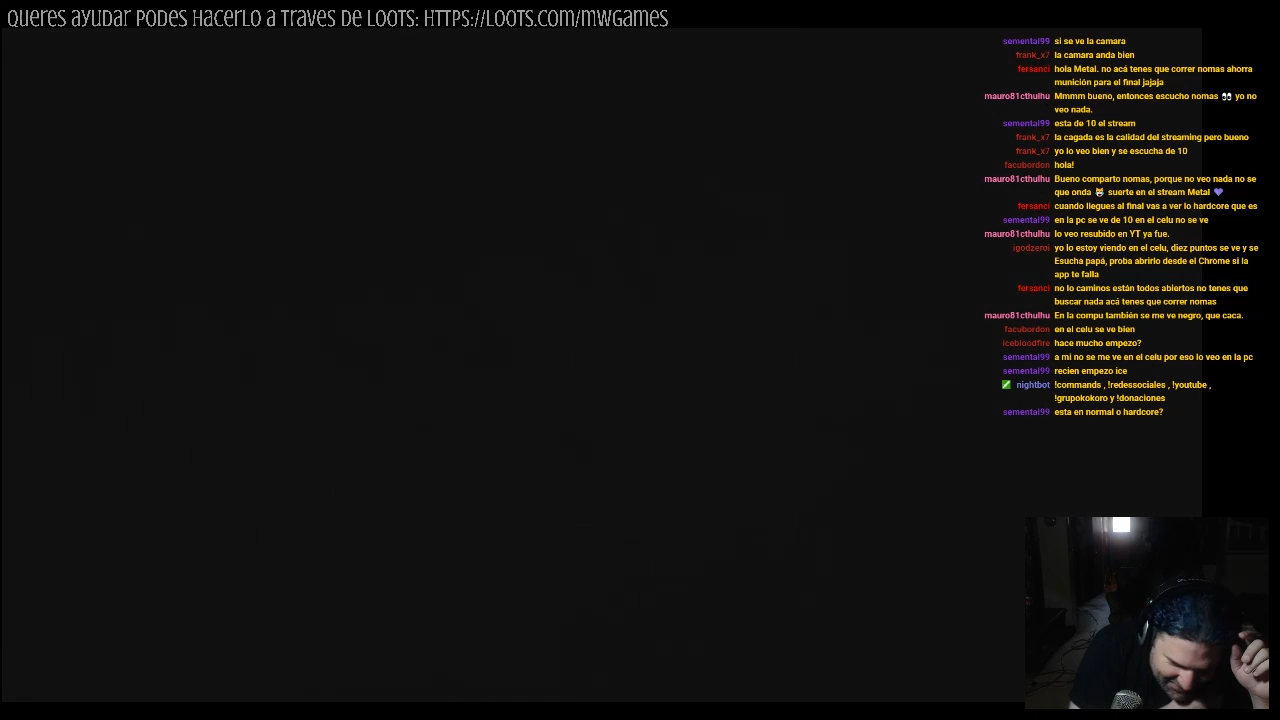 Queres ayudar podes hacerlo a traves de LOOTS: HTTPS://LOOTS.com/mwgames
semental99 si se ve la camara
frank_x7 la camara anda bien
fersanci hola Metal. no acá tenes que correr nomas ahorra
munición para el final jajaja
mauro81cthulhu Mmmm bueno, entonces escucho nomas 👀 yo no
veo nada.
semental99 esta de 10 el stream
frank_x7 la cagada es la calidad del streaming pero bueno
frank_x7 yo lo veo bien y se escucha de 10
facubordon hola!
mauro81cthulhu Bueno comparto nomas, porque no veo nada no se
que onda suerte en el stream Metal 💜
fersanci cuando llegues al final vas a ver lo hardcore que es
semental99 en la pc se ve de 10 en el celu no se ve
mauro81cthulhu lo veo resubido en YT ya fue.
igodzeroi yo lo estoy viendo en el celu, diez puntos se ve y se
Esucha papá, proba abrirlo desde el Chrome si la
app te falla
fersanci no lo caminos están todos abiertos no tenes que
buscar nada acá tenes que correr nomas
mauro81cthulhu En la compu también se me ve negro, que caca.
facubordon en el celu se ve bien
icebloodfire hace mucho empezo?
semental99 a mi no se me ve en el celu por eso lo veo en la pc
semental99 recien empezo ice
nightbot !commands , !redessociales , !youtube ,
!grupokokoro y !donaciones
semental99 esta en normal o hardcore?